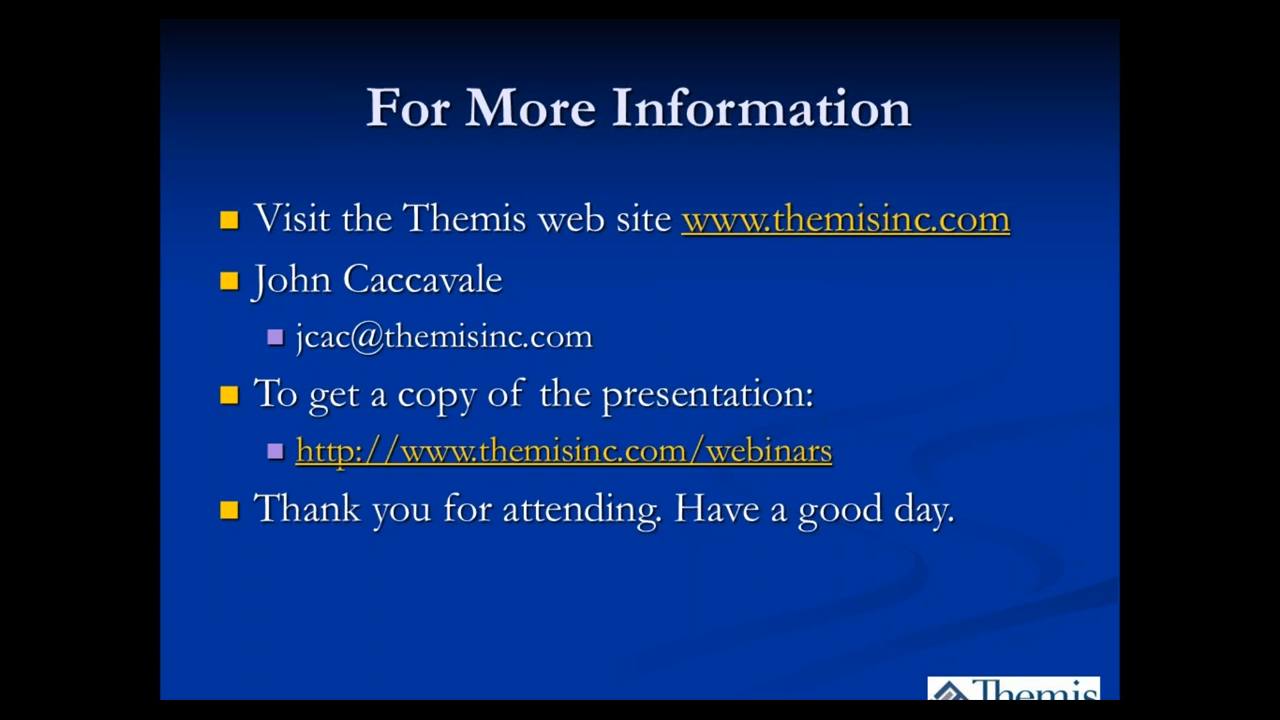 For More Information
Visit the Themis web site www.themisinc.com
John Caccavale
jcac@themisinc.com
To get a copy of the presentation:
http://www.themisinc.com/webinars
Thank you for attending. Have a good day.
Themis